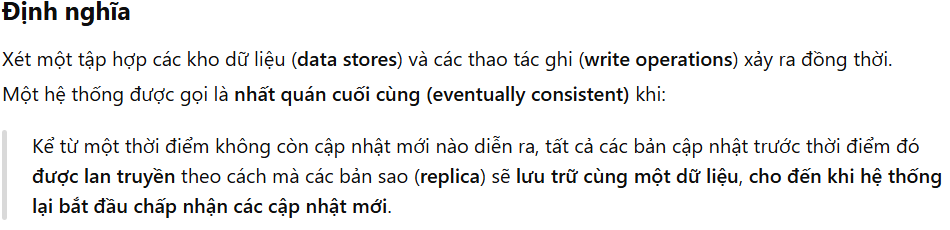 Định nghĩa
Xét một tập hợp các kho dữ liệu (data stores) và các thao tác ghi (write operations) xảy ra đồng thời.
Một hệ thống được gọi là nhất quán cuối cùng (eventually consistent) khi:
Kể từ một thời điểm không còn cập nhật mới nào diễn ra, tất cả các bản cập nhật trước thời điểm đó
được lan truyền theo cách mà các bản sao (replica) sẽ lưu trữ cùng một dữ liệu, cho đến khi hệ thống
lại bắt đầu chấp nhận các cập nhật mới.